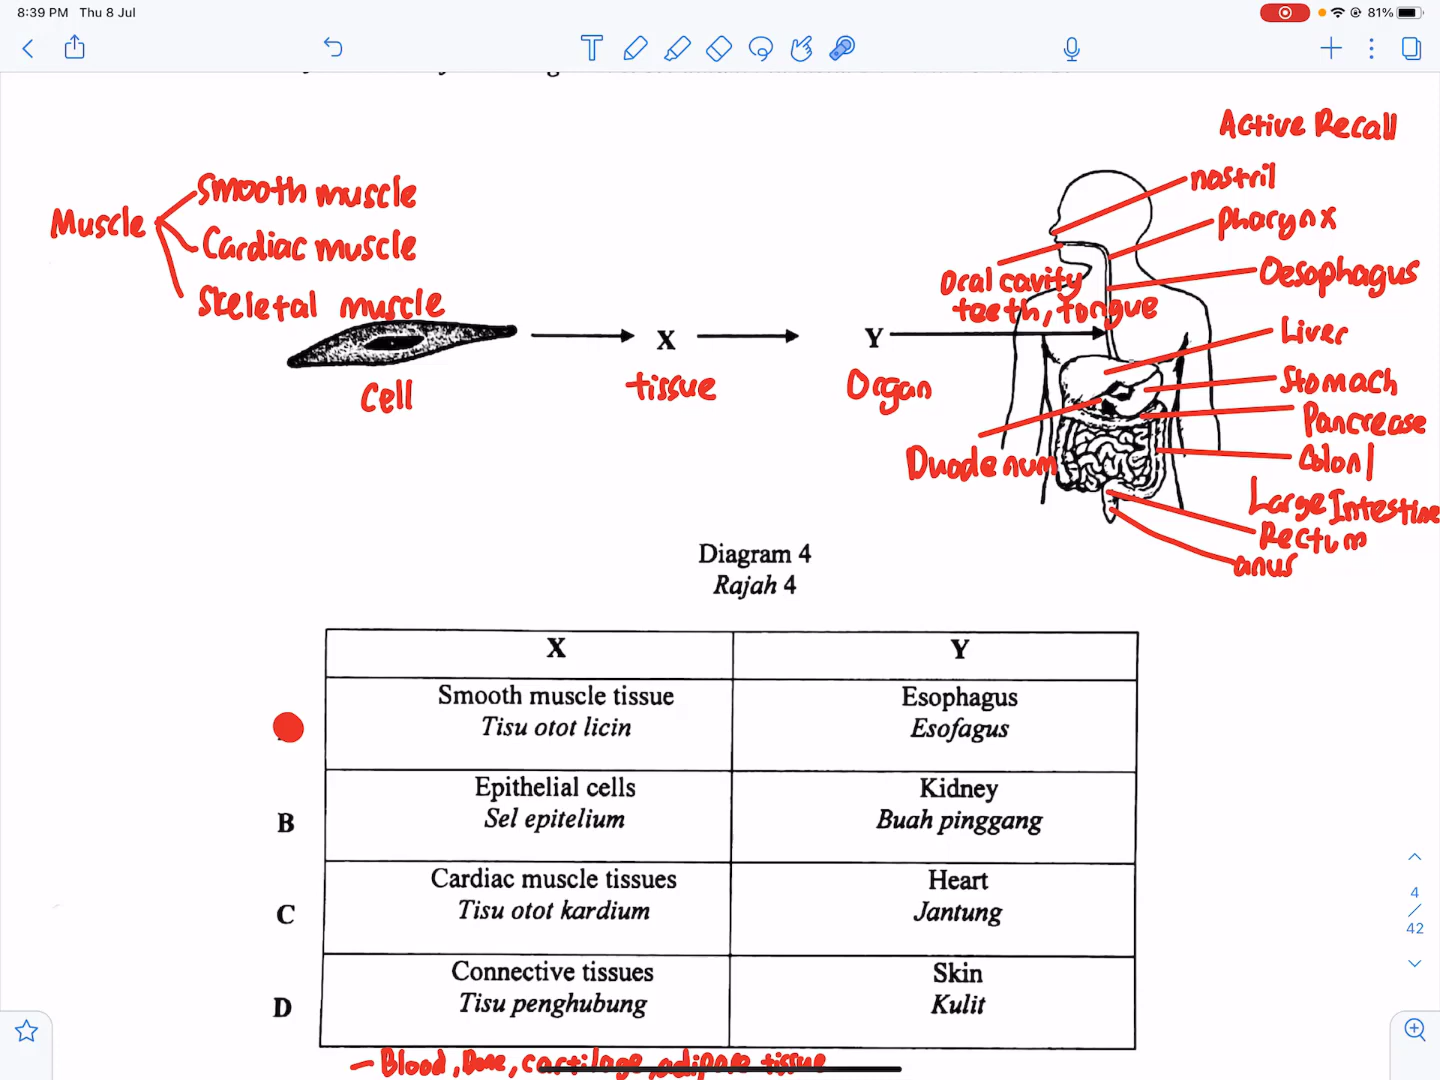 8:39 PM Thu 8 Jul
81%
Active Recall
nostril
Muscle
Smooth muscle
Cardiac muscle
Skeletal muscle
pharynx
Oral cavity
teeth, tongue
Oesophagus
X
Y
Liver
Cell
tissue
Organ
Stomach
Pancrease
Duodenum
Colon/
Large Intestine
Rectum
anus
Diagram 4
Rajah 4
X Y
Smooth muscle tissue Esophagus
Tisu otot licin Esofagus
Epithelial cells Kidney
B Sel epitelium Buah pinggang
Cardiac muscle tissues Heart
C Tisu otot kardium Jantung
Connective tissues Skin
D Tisu penghubung Kulit
4
/
42
- Blood, Bone, cartilage, adipose tissue